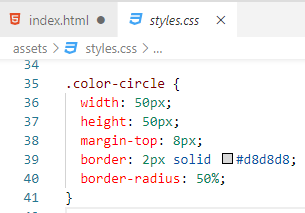 index.html
styles.css
assets > styles.css > ...
34
35 .color-circle {
36 width: 50px;
37 height: 50px;
38 margin-top: 8px;
39 border: 2px solid #d8d8d8;
40 border-radius: 50%;
41 }